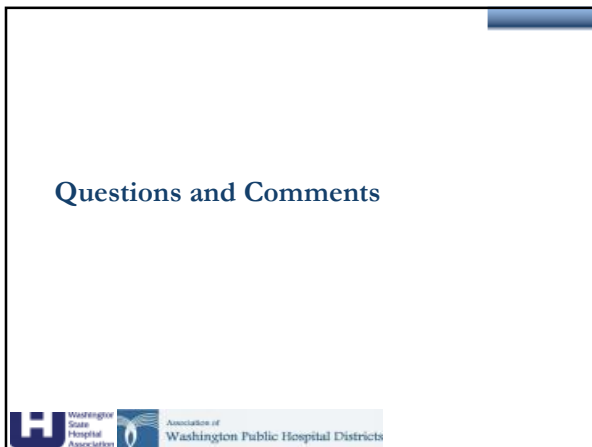 Questions and Comments
Washington
State
Hospital
Association
Association of
Washington Public Hospital Districts